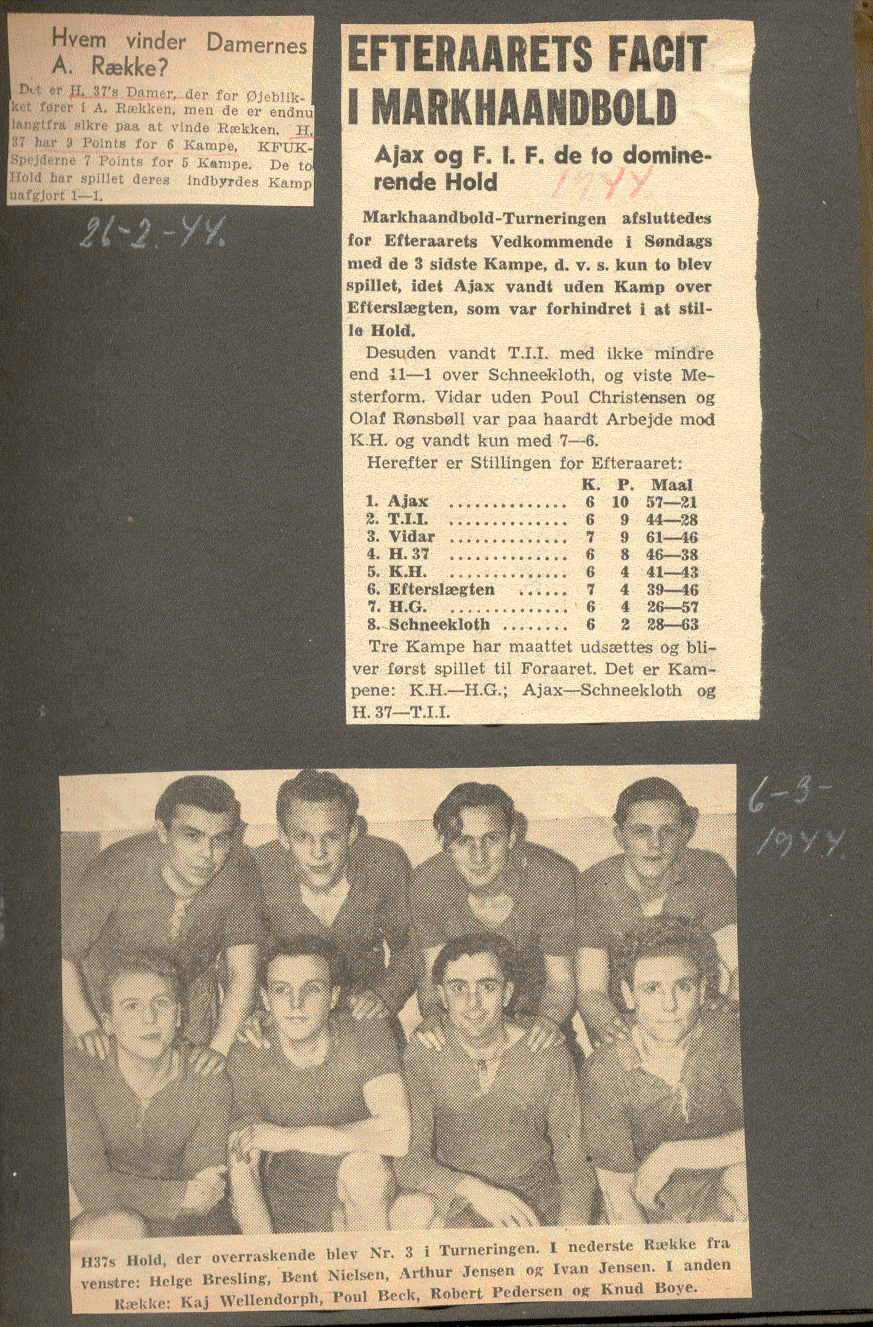 Hvem vinder Damernes
A. Række?
Det er H. 37's Damer, der for Øjeblik-
ket fører i A. Rækken, men de er endnu
langtfra sikre paa at vinde Rækken. H.
37 har 9 Points for 6 Kampe, KFUK-
Spejderne 7 Points for 5 Kampe. De to
Hold har spillet deres indbyrdes Kamp
uafgjort 1—1.
26-2.-44.
EFTERAARETS FACIT
I MARKHAANDBOLD
Ajax og F. I. F. de to domine-
rende Hold
1944
Markhaandbold-Turneringen afsluttedes
for Efteraarets Vedkommende i Søndags
med de 3 sidste Kampe, d. v. s. kun to blev
spillet, idet Ajax vandt uden Kamp over
Efterslægten, som var forhindret i at stil-
le Hold.
Desuden vandt T.I.I. med ikke mindre
end 11—1 over Schneekloth, og viste Me-
sterform. Vidar uden Poul Christensen og
Olaf Rønsbøll var paa haardt Arbejde mod
K.H. og vandt kun med 7—6.
Herefter er Stillingen for Efteraaret:
K. P. Maal
1. Ajax .............. 6 10 57—21
2. T.I.I. .............. 6 9 44—28
3. Vidar .............. 7 9 61—46
4. H. 37 .............. 6 8 46—38
5. K.H. .............. 6 4 41—43
6. Efterslægten ...... 7 4 39—46
7. H.G. .............. 6 4 26—57
8. Schneekloth ........ 6 2 28—63
Tre Kampe har maattet udsættes og bli-
ver først spillet til Foraaret. Det er Kam-
pene: K.H.—H.G.; Ajax—Schneekloth og
H. 37—T.I.I.
6-3-
1944.
H37s Hold, der overraskende blev Nr. 3 i Turneringen. I nederste Række fra
venstre: Helge Bresling, Bent Nielsen, Arthur Jensen og Ivan Jensen. I anden
Række: Kaj Wellendorph, Poul Beck, Robert Pedersen og Knud Boye.